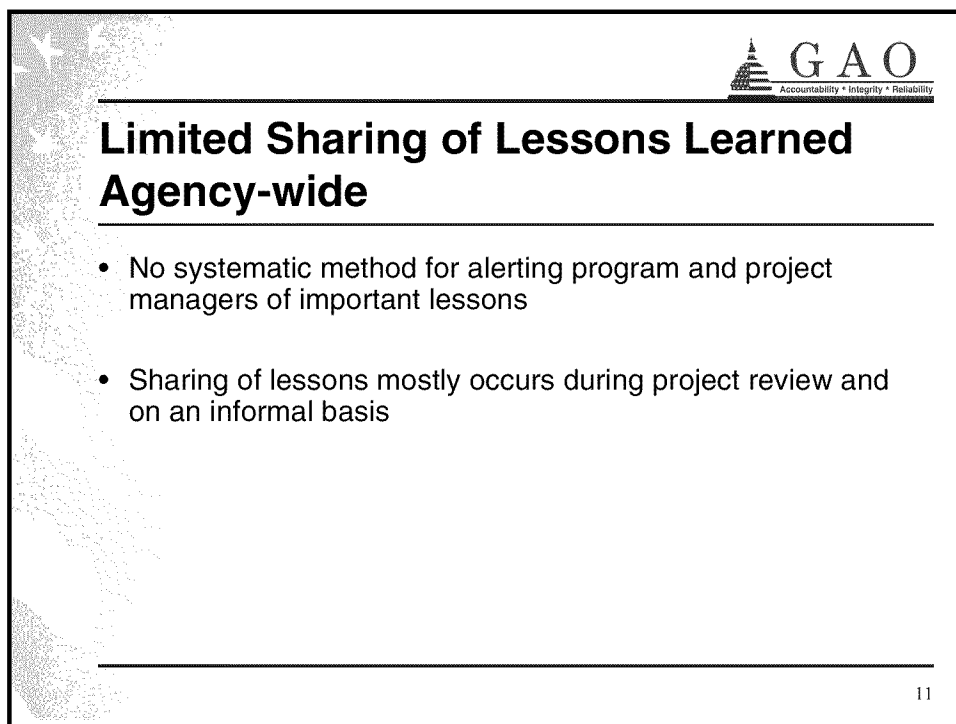 G A O
Accountability * Integrity * Reliability
Limited Sharing of Lessons Learned
Agency-wide
• No systematic method for alerting program and project
managers of important lessons
• Sharing of lessons mostly occurs during project review and
on an informal basis
11